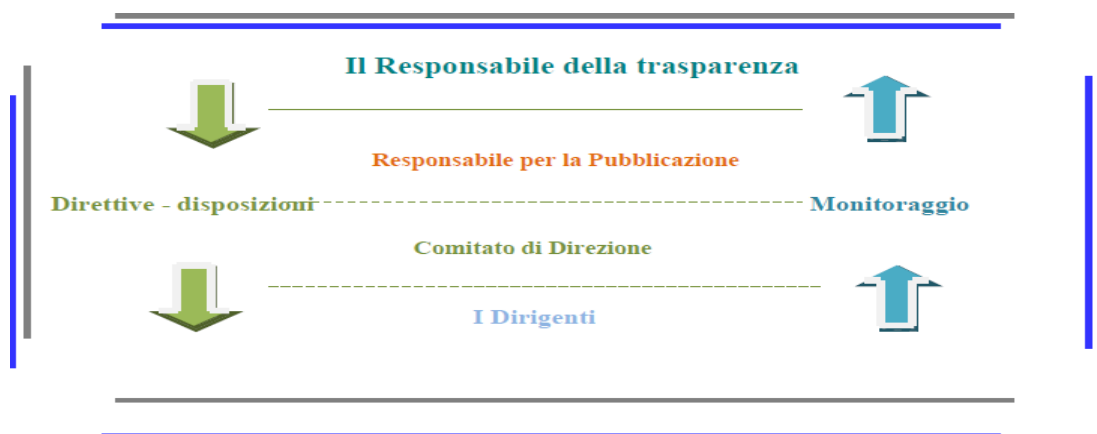 Il Responsabile della trasparenza
Responsabile per la Pubblicazione
Direttive - disposizioni
Monitoraggio
Comitato di Direzione
I Dirigenti